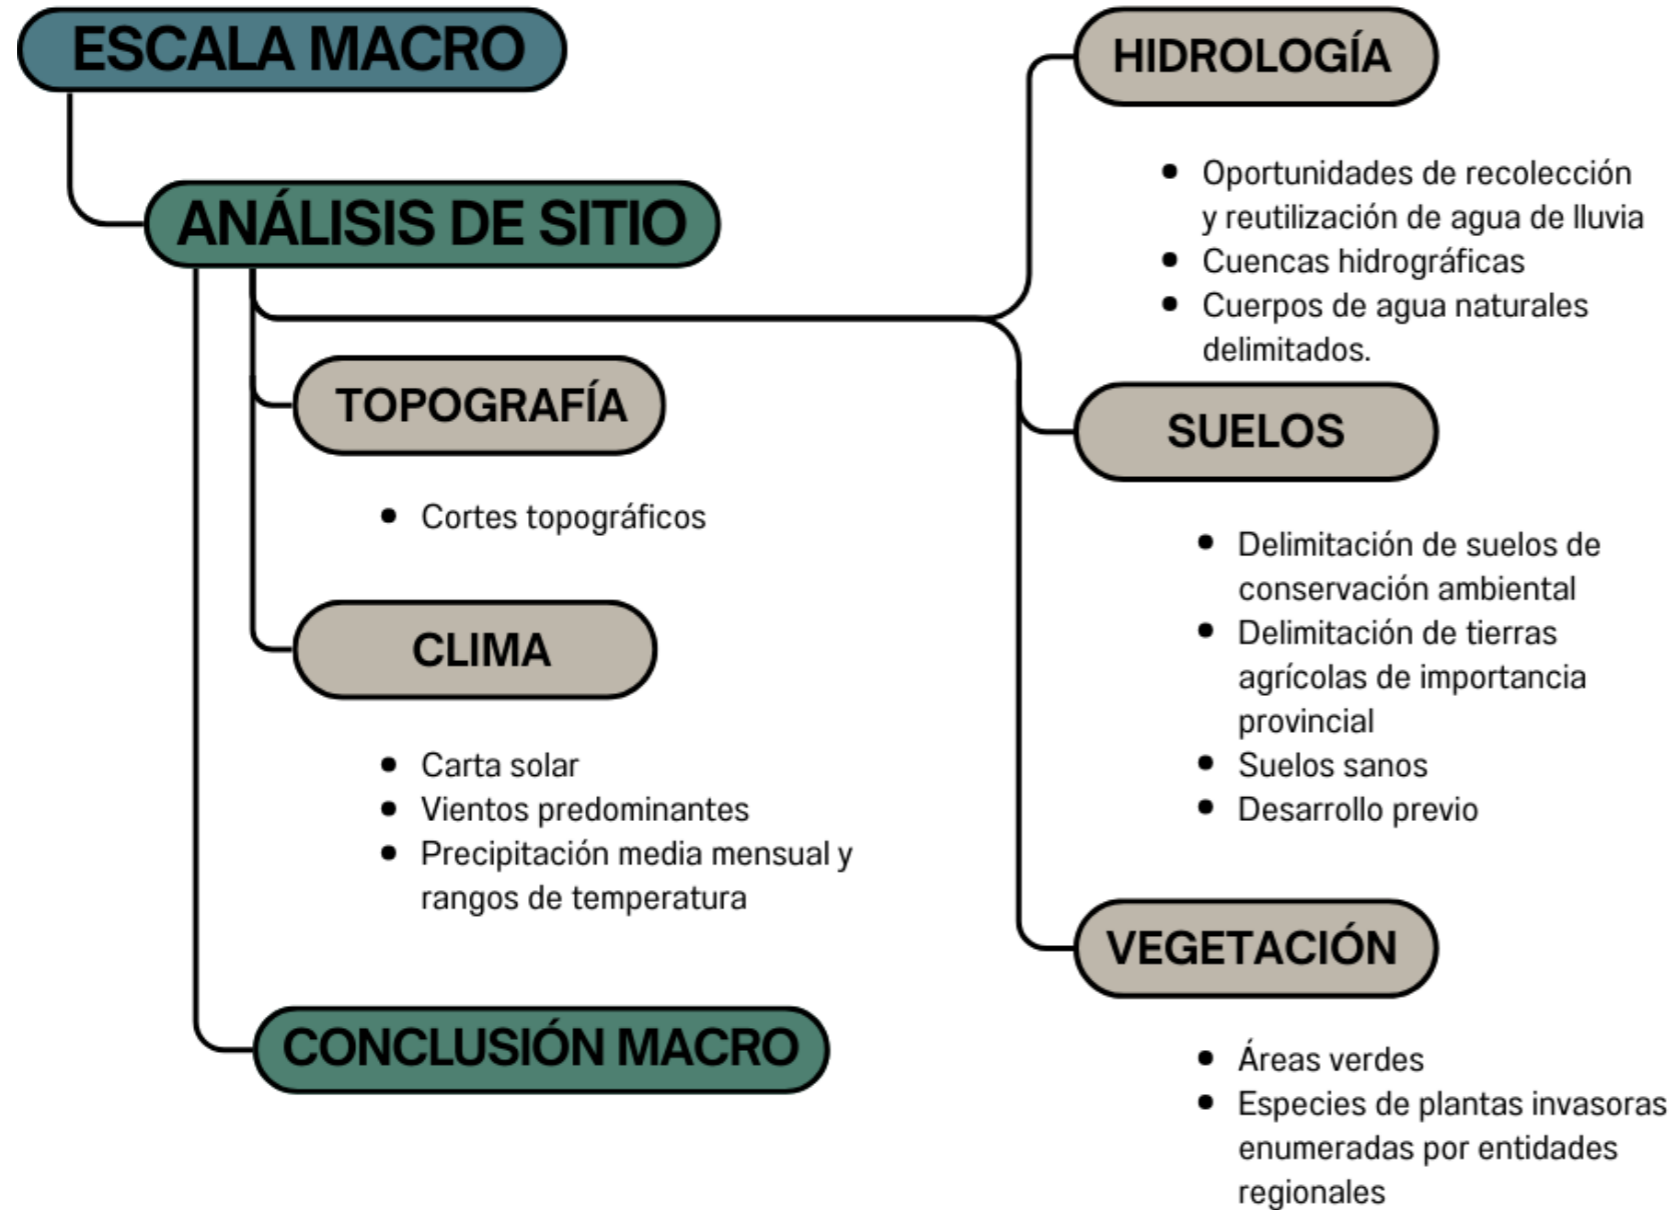 ESCALA MACRO
ANÁLISIS DE SITIO
TOPOGRAFÍA
• Cortes topográficos
CLIMA
• Carta solar
• Vientos predominantes
• Precipitación media mensual y
rangos de temperatura
CONCLUSIÓN MACRO
HIDROLOGÍA
• Oportunidades de recolección
y reutilización de agua de lluvia
• Cuencas hidrográficas
• Cuerpos de agua naturales
delimitados.
SUELOS
• Delimitación de suelos de
conservación ambiental
• Delimitación de tierras
agrícolas de importancia
provincial
• Suelos sanos
• Desarrollo previo
VEGETACIÓN
• Áreas verdes
• Especies de plantas invasoras
enumeradas por entidades
regionales